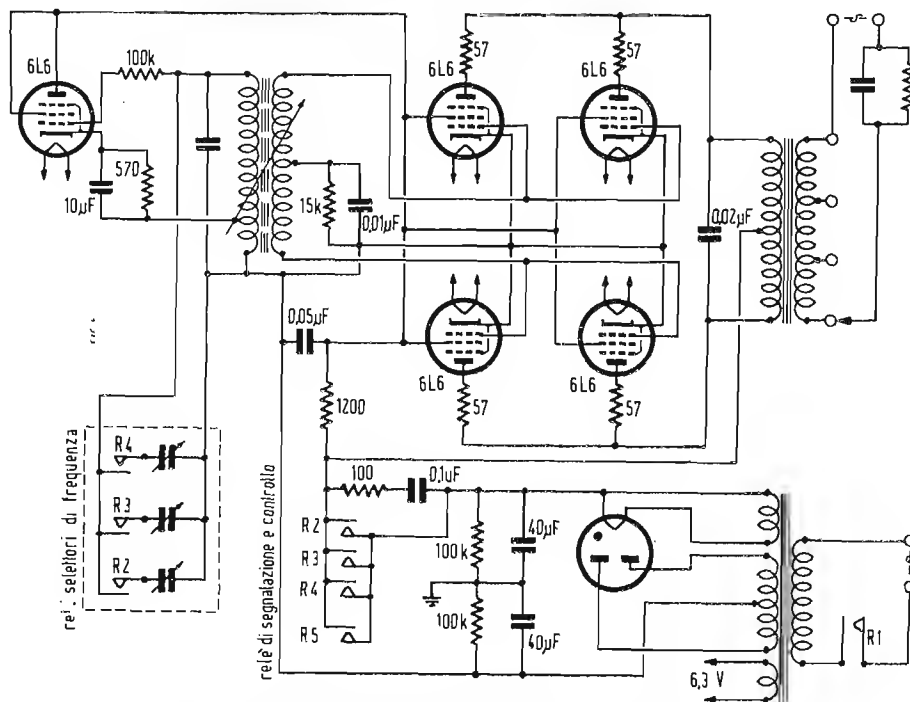 6L6
100k
570
10µF
15k
0,01µF
57
57
6L6
6L6
0,02µF
0,05µF
1200
6L6
6L6
57
57
R4
R3
R2
relè di segnalazione e controllo
selettori di frequenza
100
0,1µF
R2
R3
R4
R5
100k
100k
40µF
40µF
6,3 V
R1